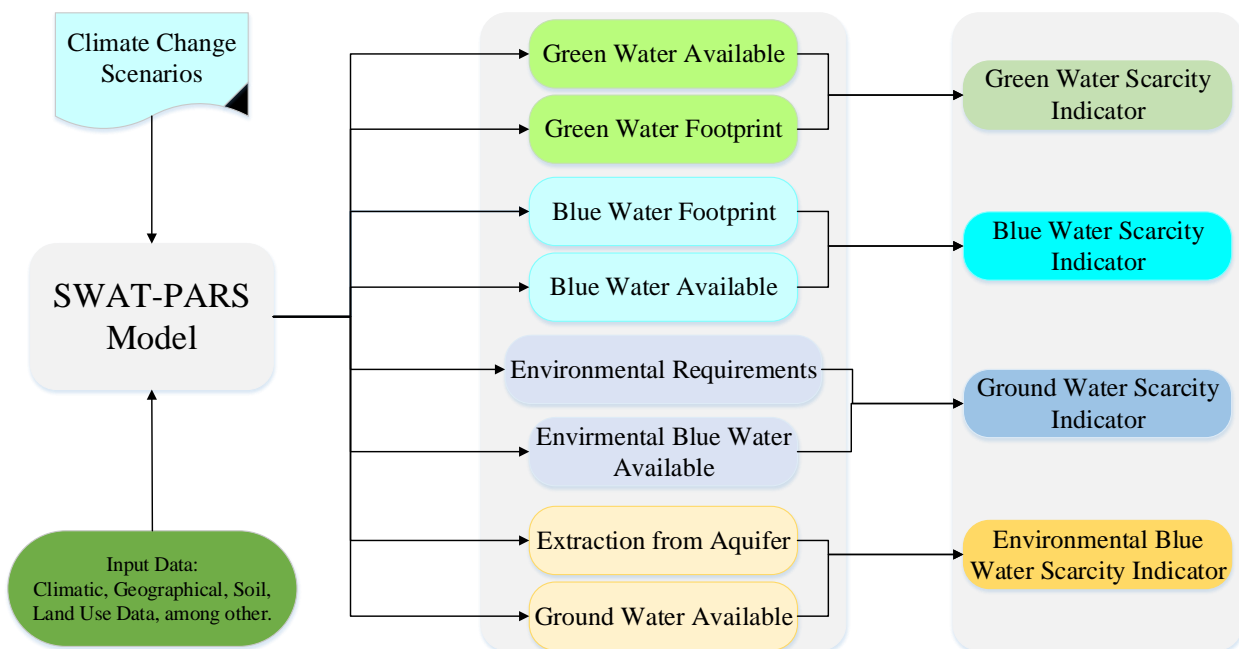 Climate Change
Scenarios
SWAT-PARS
Model
Input Data:
Climatic, Geographical, Soil,
Land Use Data, among other.
Green Water Available
Green Water Footprint
Blue Water Footprint
Blue Water Available
Environmental Requirements
Envirmental Blue Water
Available
Extraction from Aquifer
Ground Water Available
Green Water Scarcity
Indicator
Blue Water Scarcity
Indicator
Ground Water Scarcity
Indicator
Environmental Blue
Water Scarcity Indicator